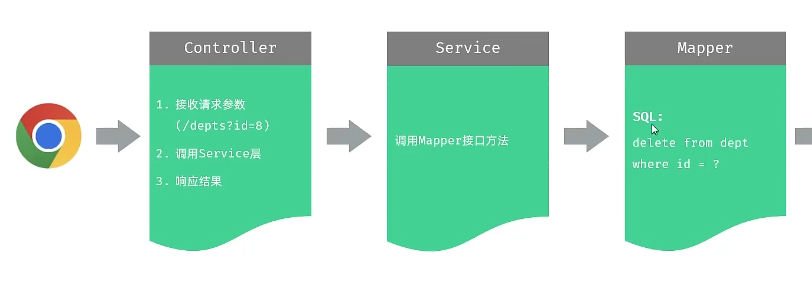 Controller
1. 接收请求参数
(/depts?id=8)
2. 调用Service层
3. 响应结果
Service
调用Mapper接口方法
Mapper
SQL:
delete from dept
where id = ?